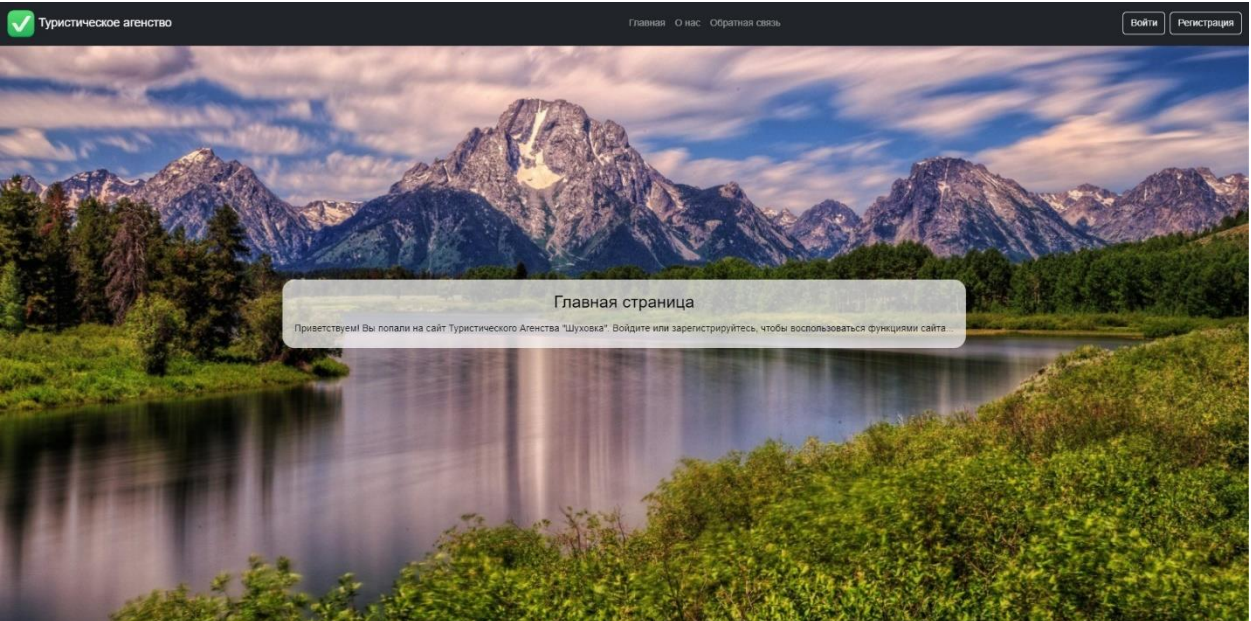 Туристическое агенство
Главная О нас Обратная связь
Войти Регистрация
Главная страница
Приветствуем! Вы попали на сайт Туристического Агенства "Шуховка". Войдите или зарегистрируйтесь, чтобы воспользоваться функциями сайта...